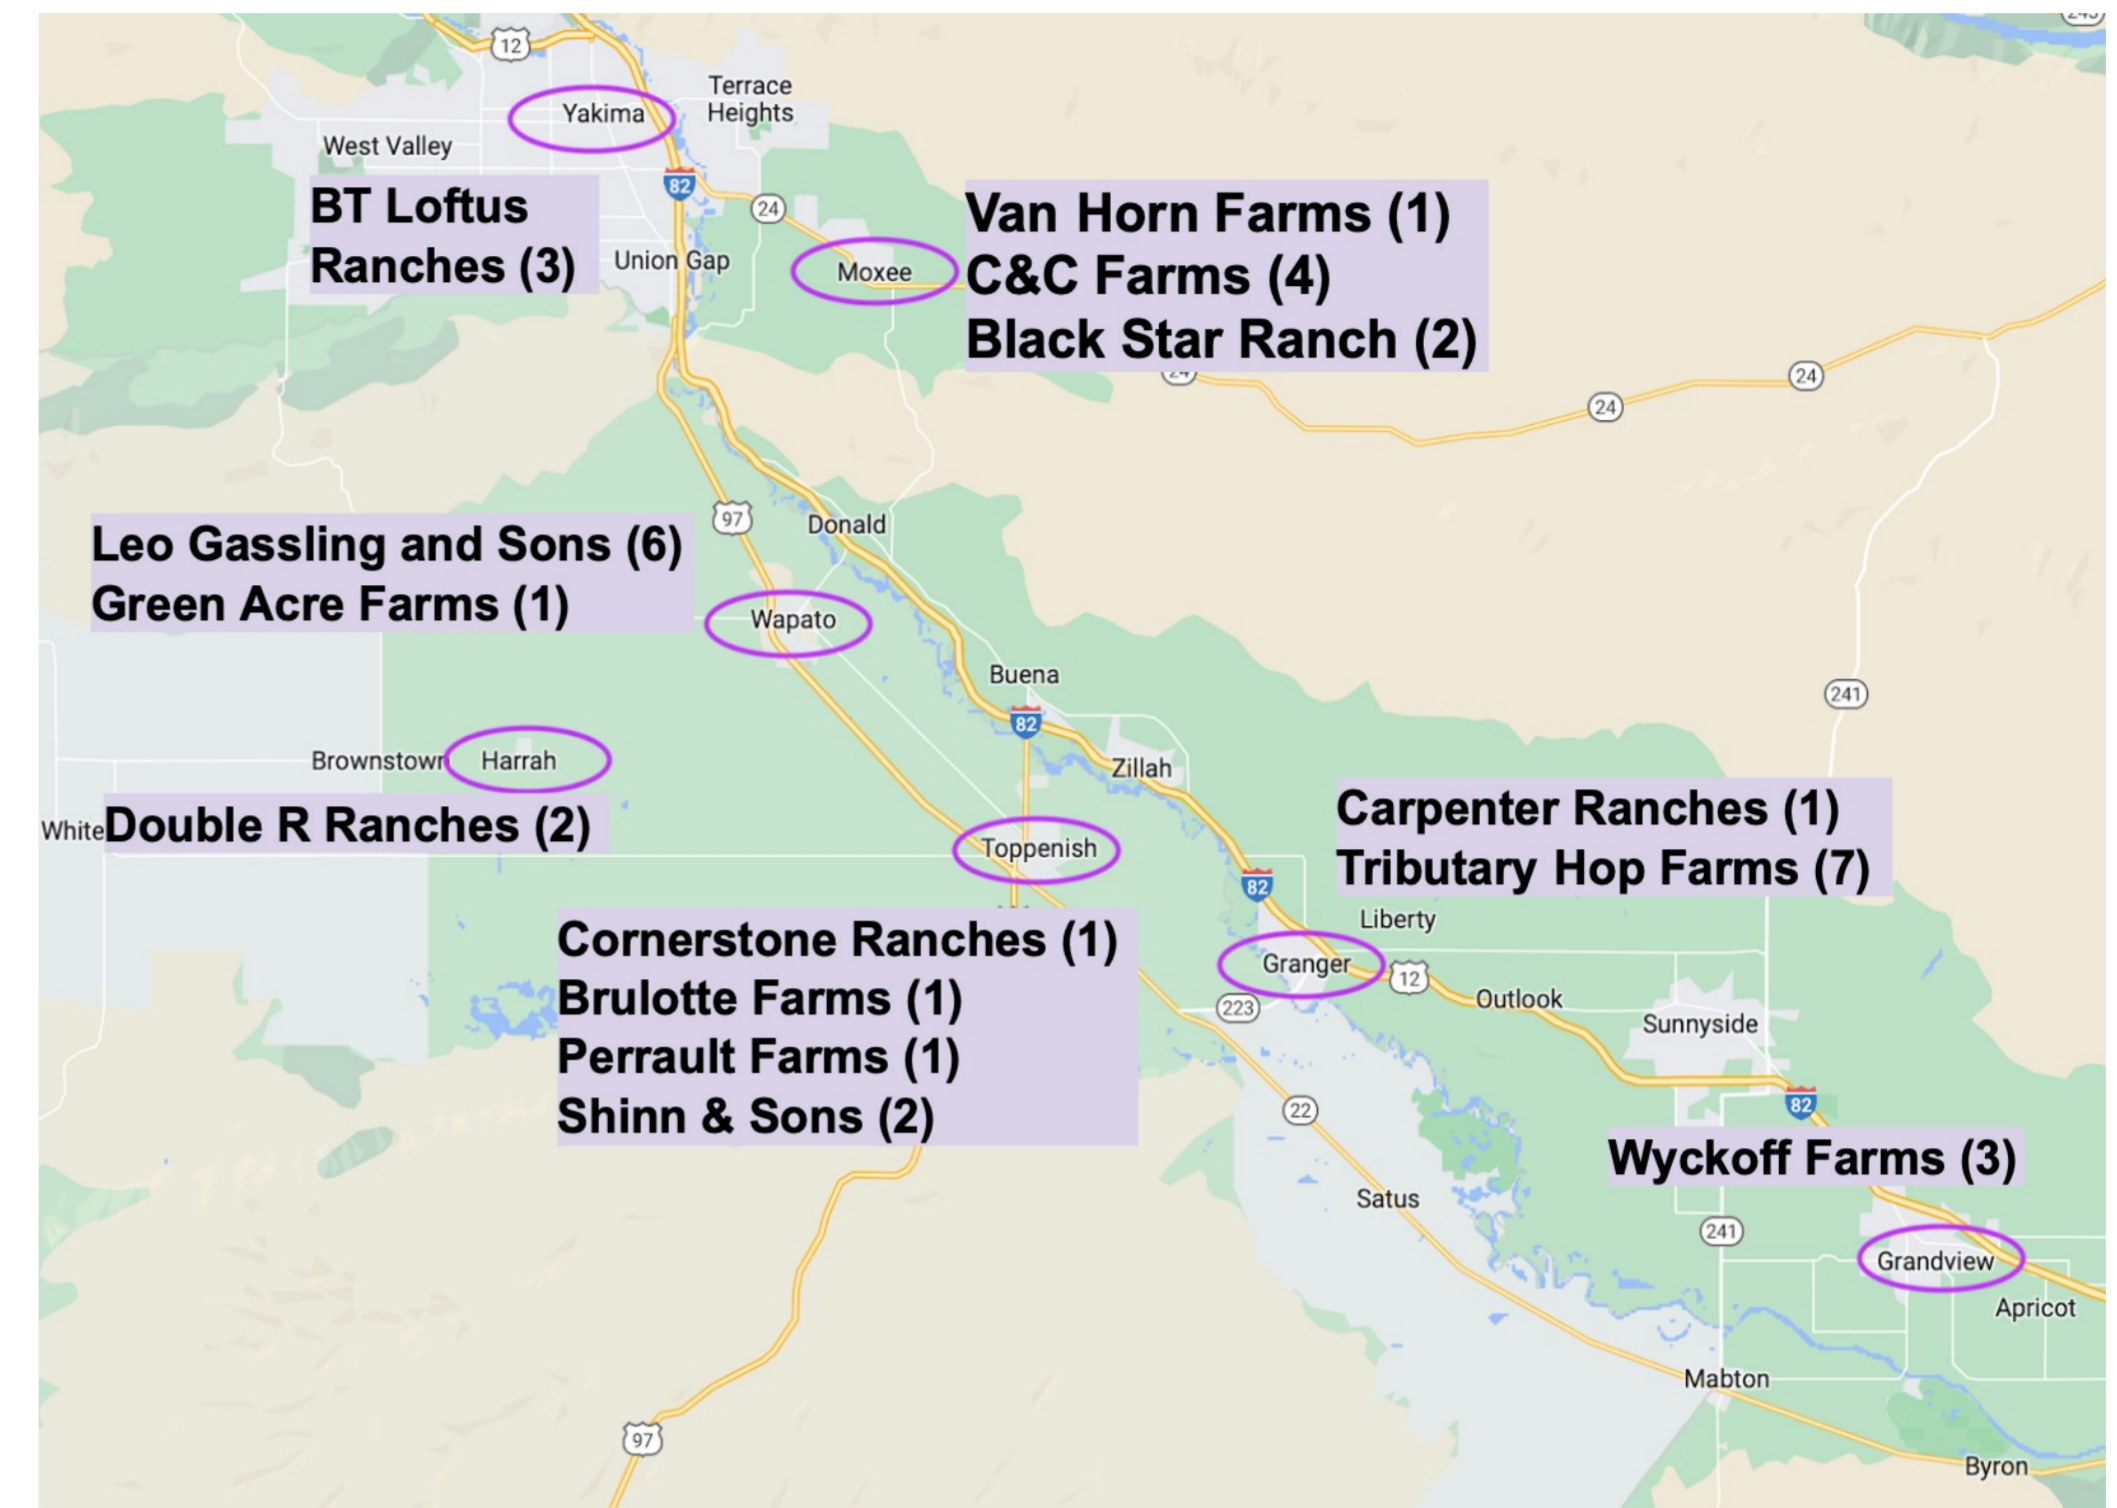 243
12
Yakima
Terrace
Heights
West Valley
82
BT Loftus
Ranches (3)
24
Union Gap
Moxee
Van Horn Farms (1)
C&C Farms (4)
Black Star Ranch (2)
24
24
24
97
Donald
Leo Gassling and Sons (6)
Green Acre Farms (1)
Wapato
Buena
82
241
Brownstown
Harrah
Zillah
White
Double R Ranches (2)
Toppenish
Carpenter Ranches (1)
Tributary Hop Farms (7)
82
Liberty
Cornerstone Ranches (1)
Brulotte Farms (1)
Perrault Farms (1)
Shinn & Sons (2)
Granger
12
223
Outlook
Sunnyside
82
22
Wyckoff Farms (3)
Satus
241
Grandview
Apricot
Mabton
97
Byron